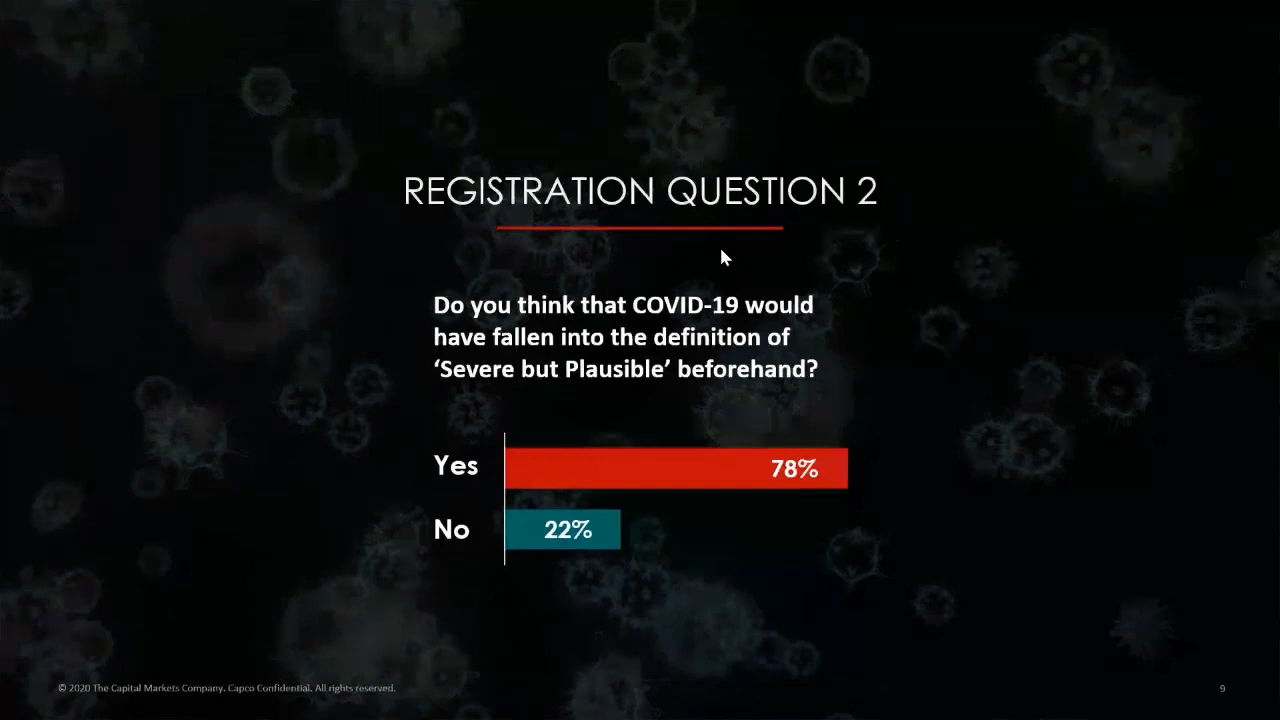 REGISTRATION QUESTION 2
Do you think that COVID-19 would
have fallen into the definition of
‘Severe but Plausible’ beforehand?
Yes 78%
No 22%
© 2020 The Capital Markets Company. Capco Confidential. All rights reserved. 9